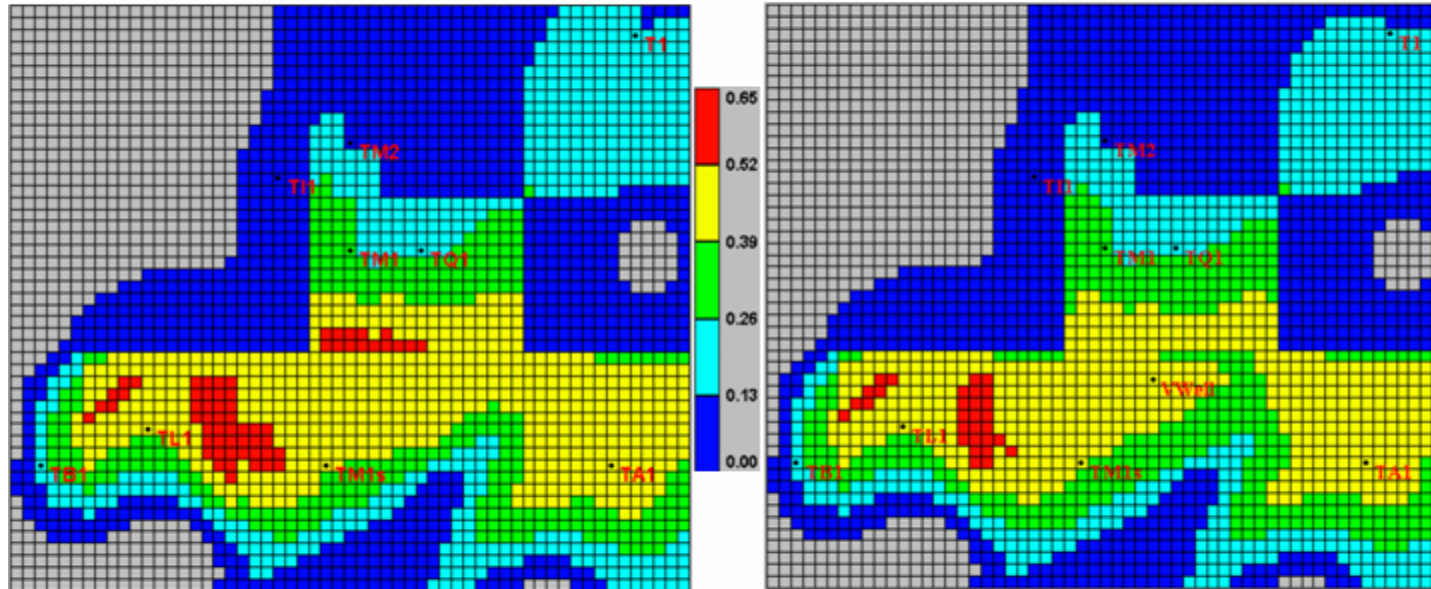 T1
TM2
TI1
TM1
TQ1
TL1
TB1
TM1s
TA1
0.65
0.52
0.39
0.26
0.13
0.00
T1
TM2
TI1
TM1
TQ1
VWell
TL1
TB1
TM1s
TA1